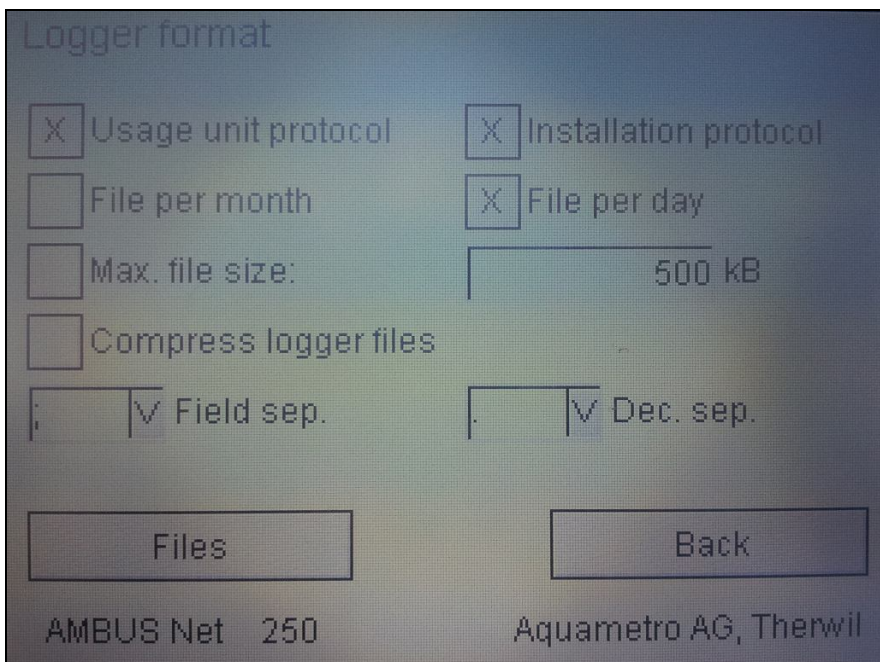 Logger format
X Usage unit protocol X Installation protocol
File per month X File per day
Max. file size: 500 kB
Compress logger files
; V Field sep. . V Dec. sep.
Files Back
AMBUS Net 250 Aquametro AG, Therwil